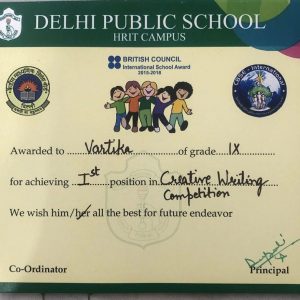 DELHI PUBLIC SCHOOL
HRIT CAMPUS
BRITISH COUNCIL
International School Award
2015-2018
Awarded to Vartika of grade IX
for achieving Ist position in Creative Writing
Competition
We wish him/her all the best for future endeavor
Co-Ordinator Principal